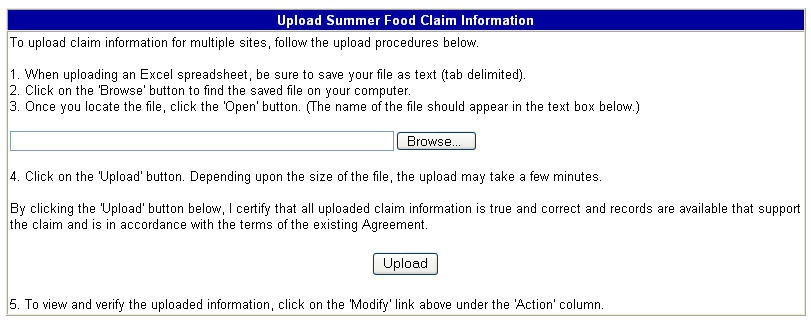 Upload Summer Food Claim Information
To upload claim information for multiple sites, follow the upload procedures below.
1. When uploading an Excel spreadsheet, be sure to save your file as text (tab delimited).
2. Click on the 'Browse' button to find the saved file on your computer.
3. Once you locate the file, click the 'Open' button. (The name of the file should appear in the text box below.)
Browse...
4. Click on the 'Upload' button. Depending upon the size of the file, the upload may take a few minutes.
By clicking the 'Upload' button below, I certify that all uploaded claim information is true and correct and records are available that support
the claim and is in accordance with the terms of the existing Agreement.
Upload
5. To view and verify the uploaded information, click on the 'Modify' link above under the 'Action' column.